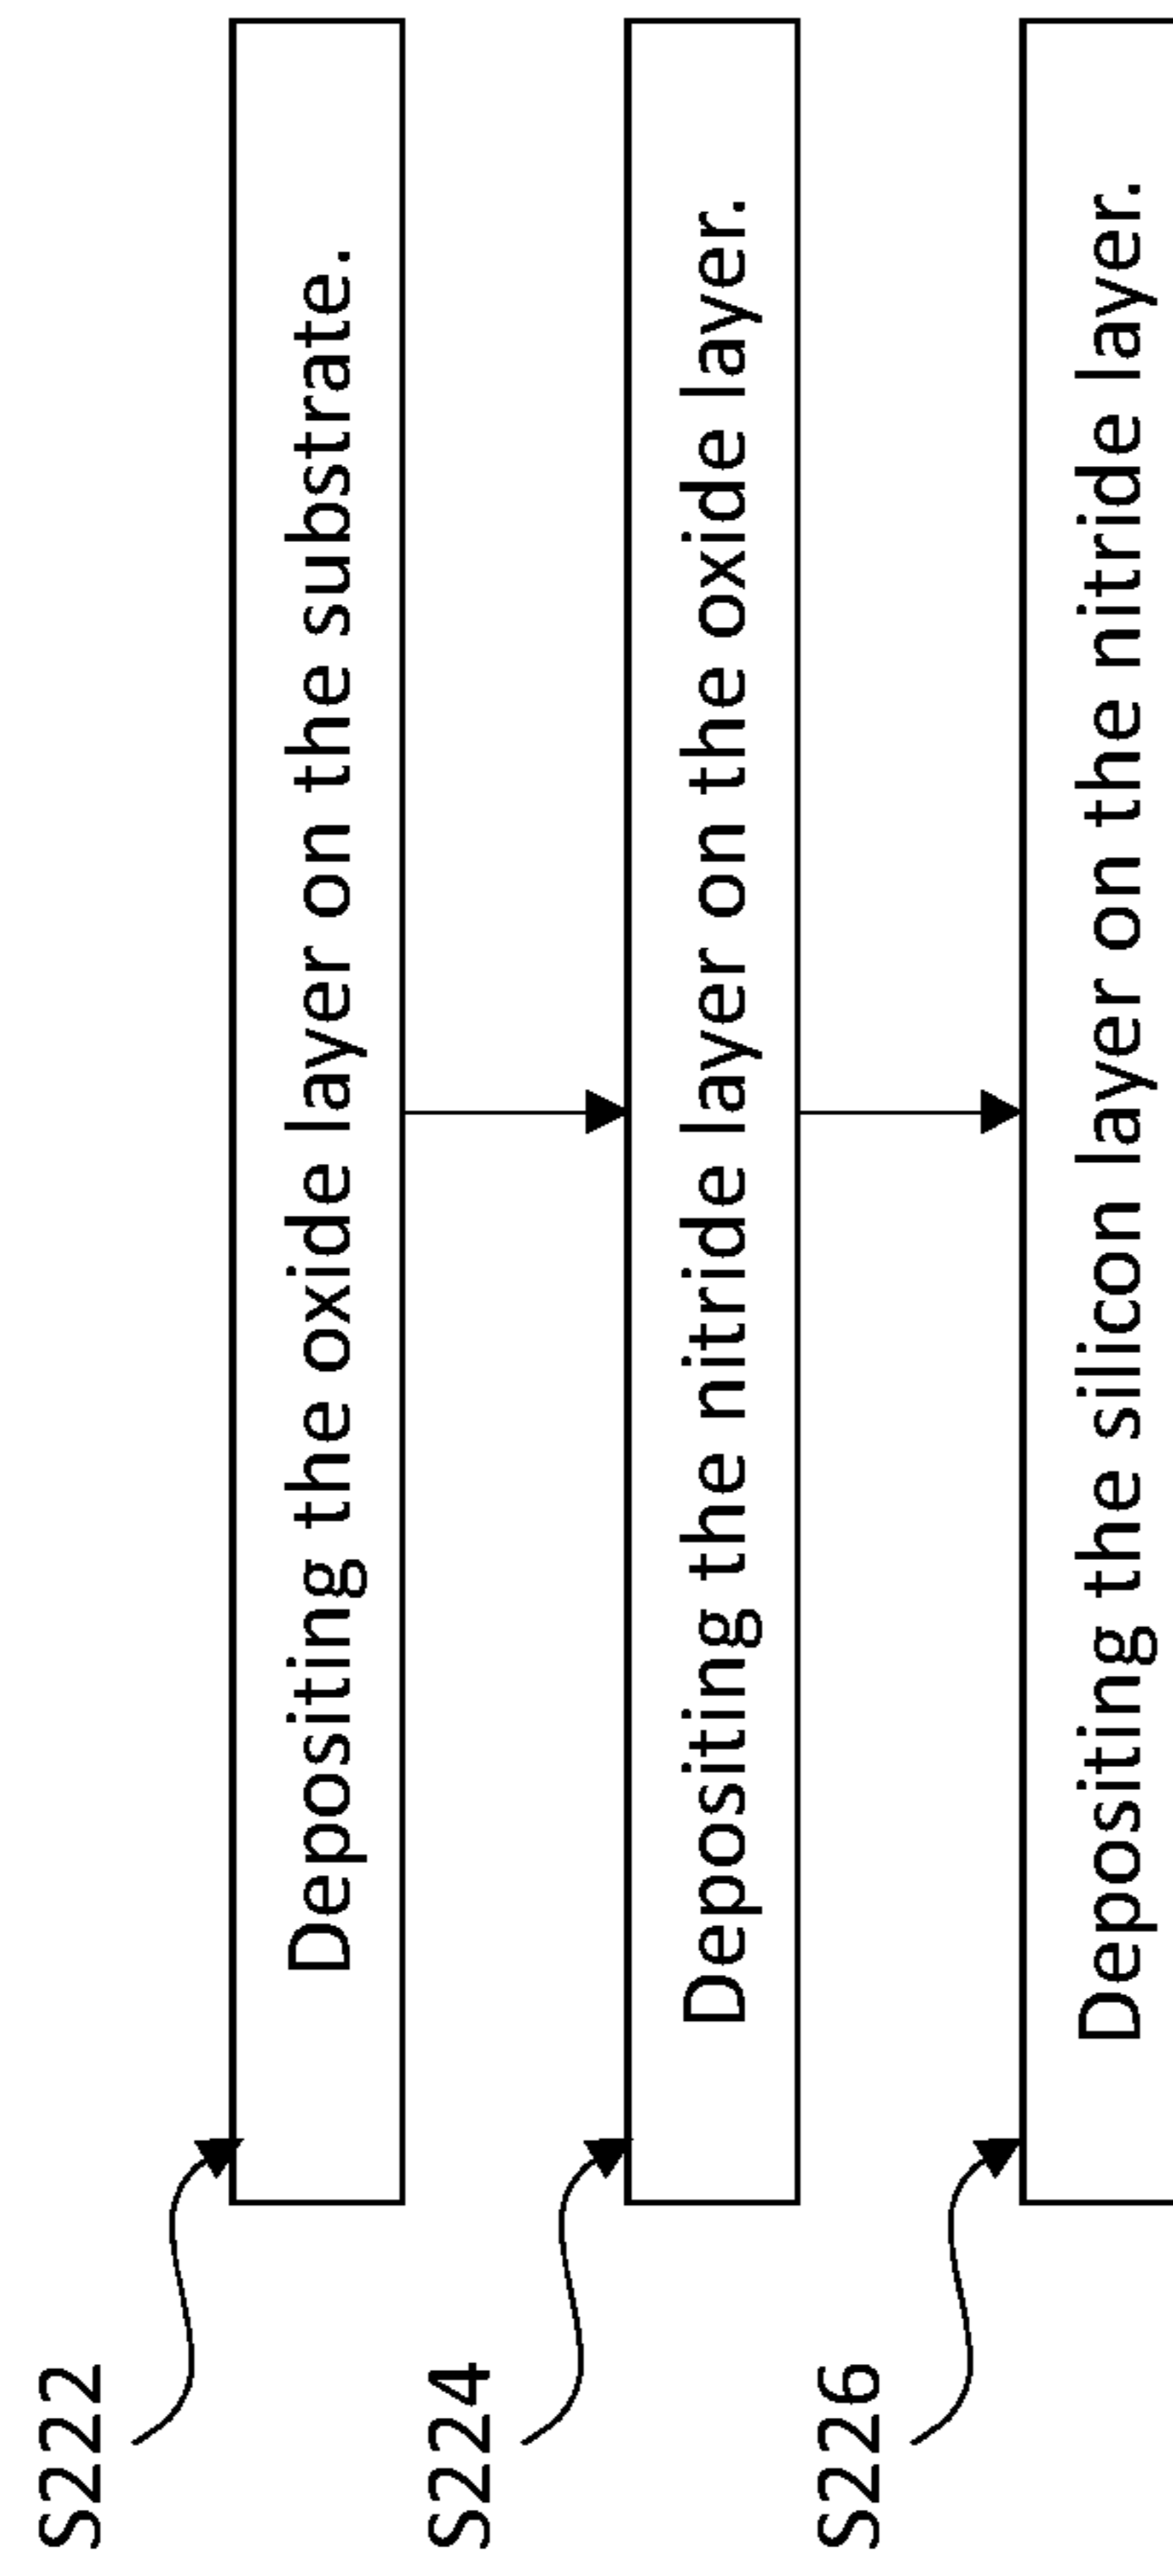 S222
Depositing the oxide layer on the substrate.
S224
Depositing the nitride layer on the oxide layer.
S226
Depositing the silicon layer on the nitride layer.